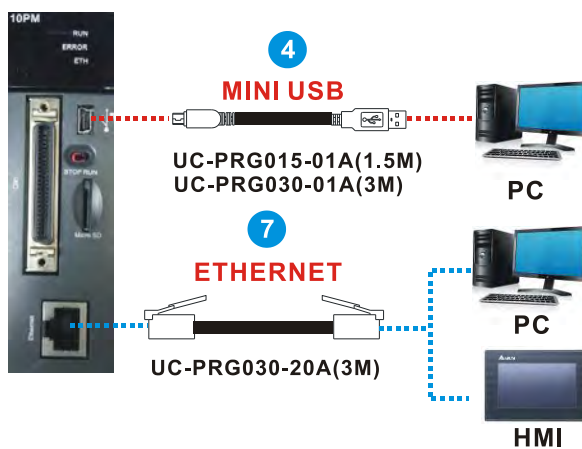 10PM
RUN
ERROR
ETH
4
MINI USB
UC-PRG015-01A(1.5M)
UC-PRG030-01A(3M)
PC
STOP RUN
Micro SD
7
ETHERNET
Ethernet
UC-PRG030-20A(3M)
PC
HMI